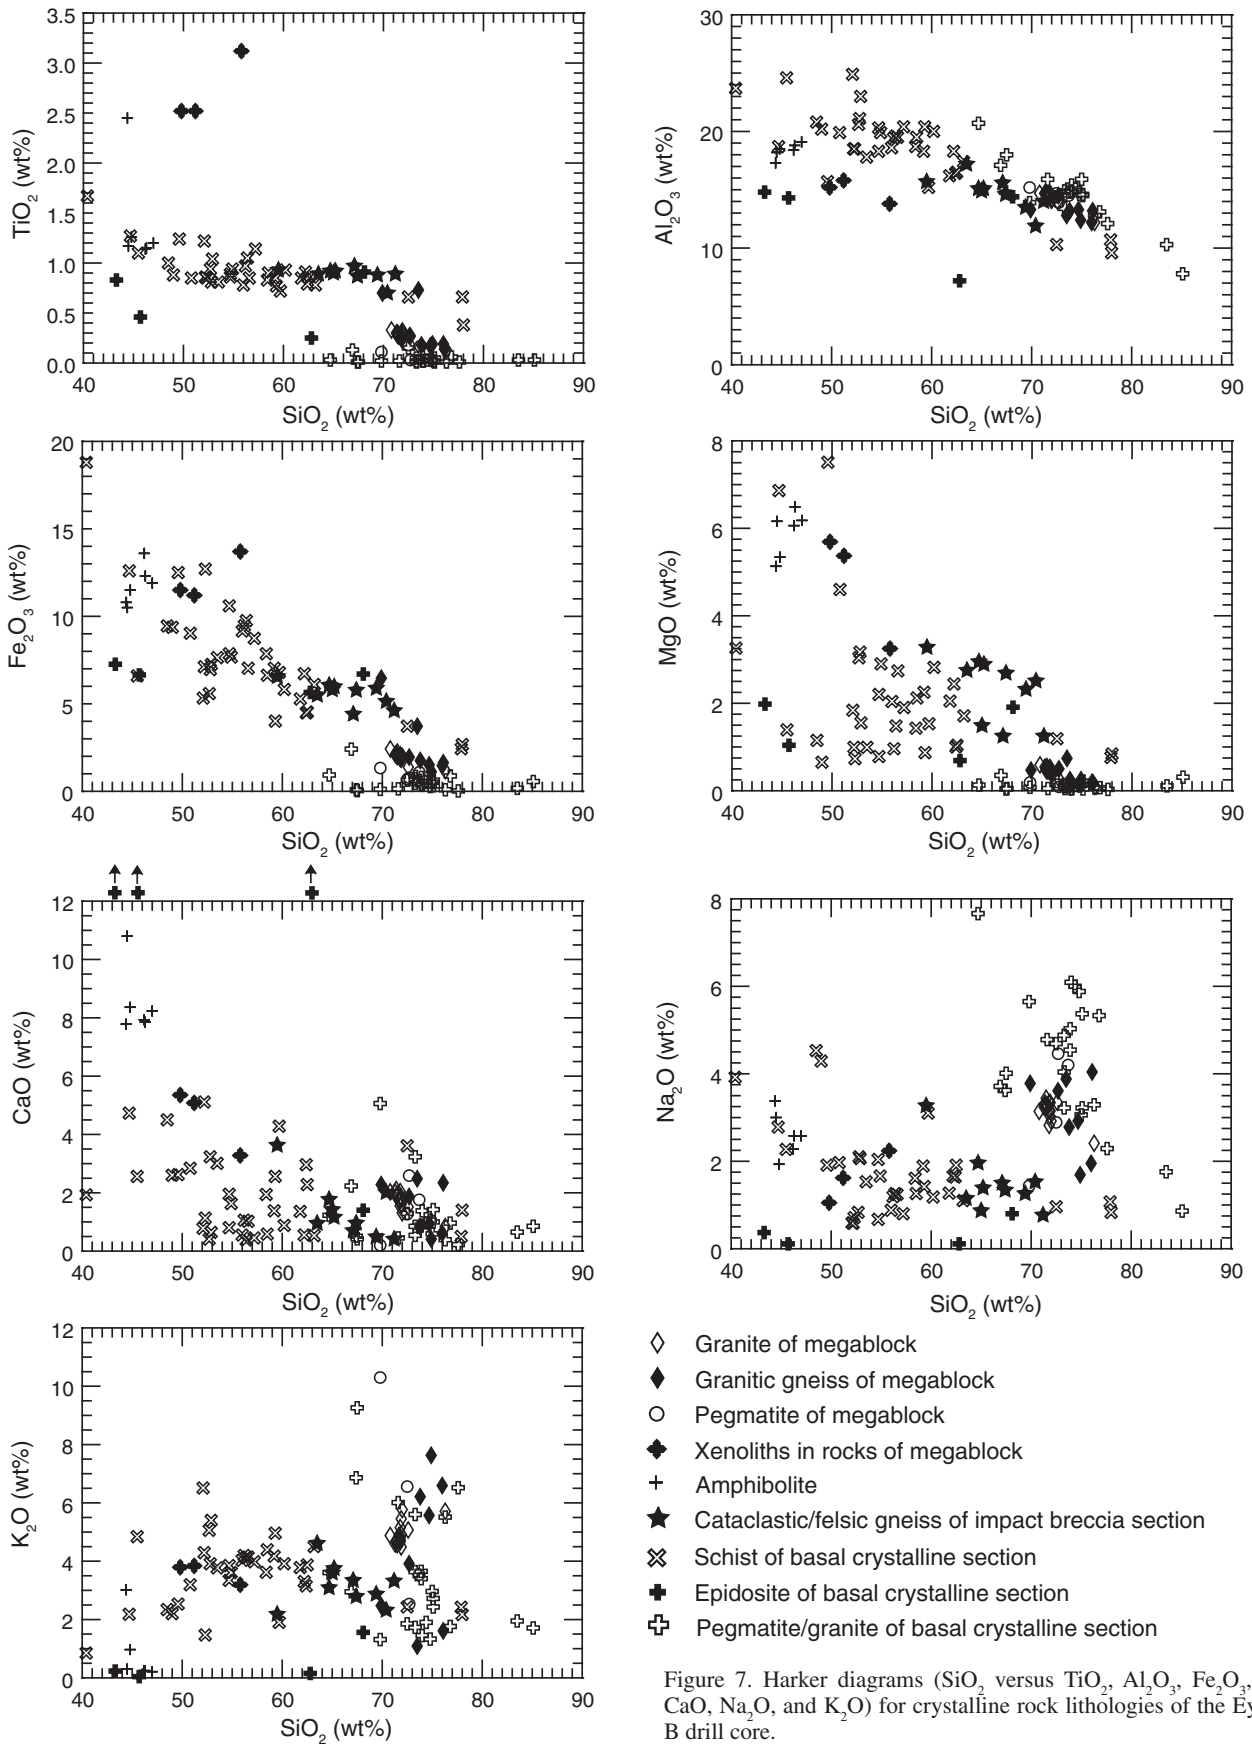 3.5
3.0
2.5
2.0
1.5
1.0
0.5
0.0
TiO₂ (wt%)
40 50 60 70 80 90
SiO₂ (wt%)
30
20
10
0
Al₂O₃ (wt%)
40 50 60 70 80 90
SiO₂ (wt%)
20
15
10
5
0
Fe₂O₃ (wt%)
40 50 60 70 80 90
SiO₂ (wt%)
8
6
4
2
0
MgO (wt%)
40 50 60 70 80 90
SiO₂ (wt%)
12
10
8
6
4
2
0
CaO (wt%)
40 50 60 70 80 90
SiO₂ (wt%)
8
6
4
2
0
Na₂O (wt%)
40 50 60 70 80 90
SiO₂ (wt%)
12
10
8
6
4
2
0
K₂O (wt%)
40 50 60 70 80 90
SiO₂ (wt%)
Granite of megablock
Granitic gneiss of megablock
Pegmatite of megablock
Xenoliths in rocks of megablock
Amphibolite
Cataclastic/felsic gneiss of impact breccia section
Schist of basal crystalline section
Epidosite of basal crystalline section
Pegmatite/granite of basal crystalline section
Figure 7. Harker diagrams (SiO₂ versus TiO₂, Al₂O₃, Fe₂O₃,
CaO, Na₂O, and K₂O) for crystalline rock lithologies of the
B drill core.